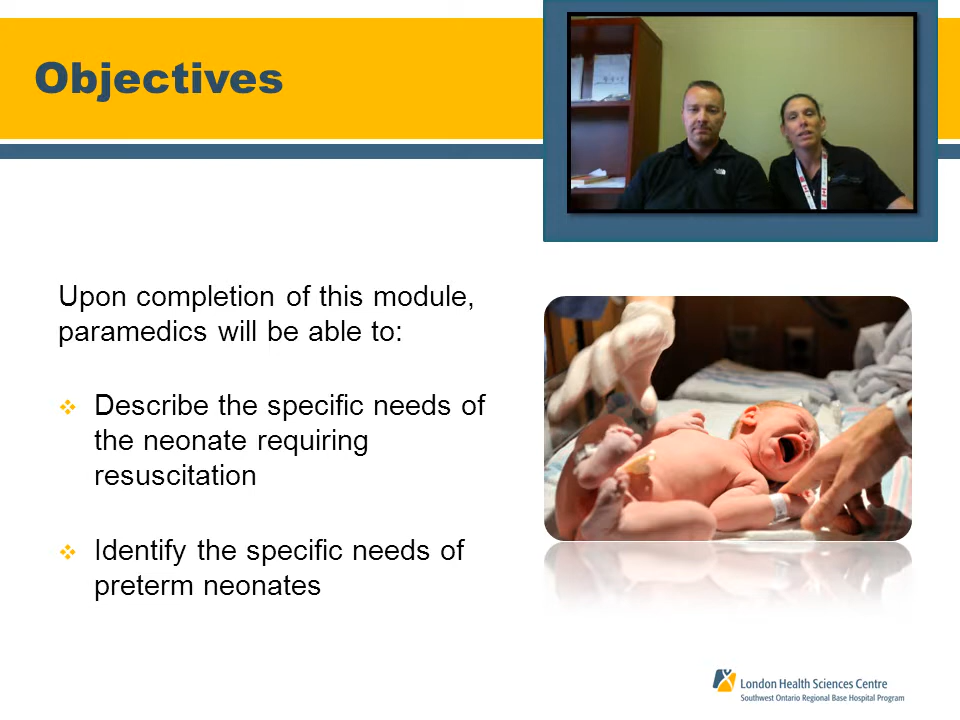 Objectives
Upon completion of this module,
paramedics will be able to:
Describe the specific needs of
the neonate requiring
resuscitation
Identify the specific needs of
preterm neonates
London Health Sciences Centre
Southwest Ontario Regional Base Hospital Program